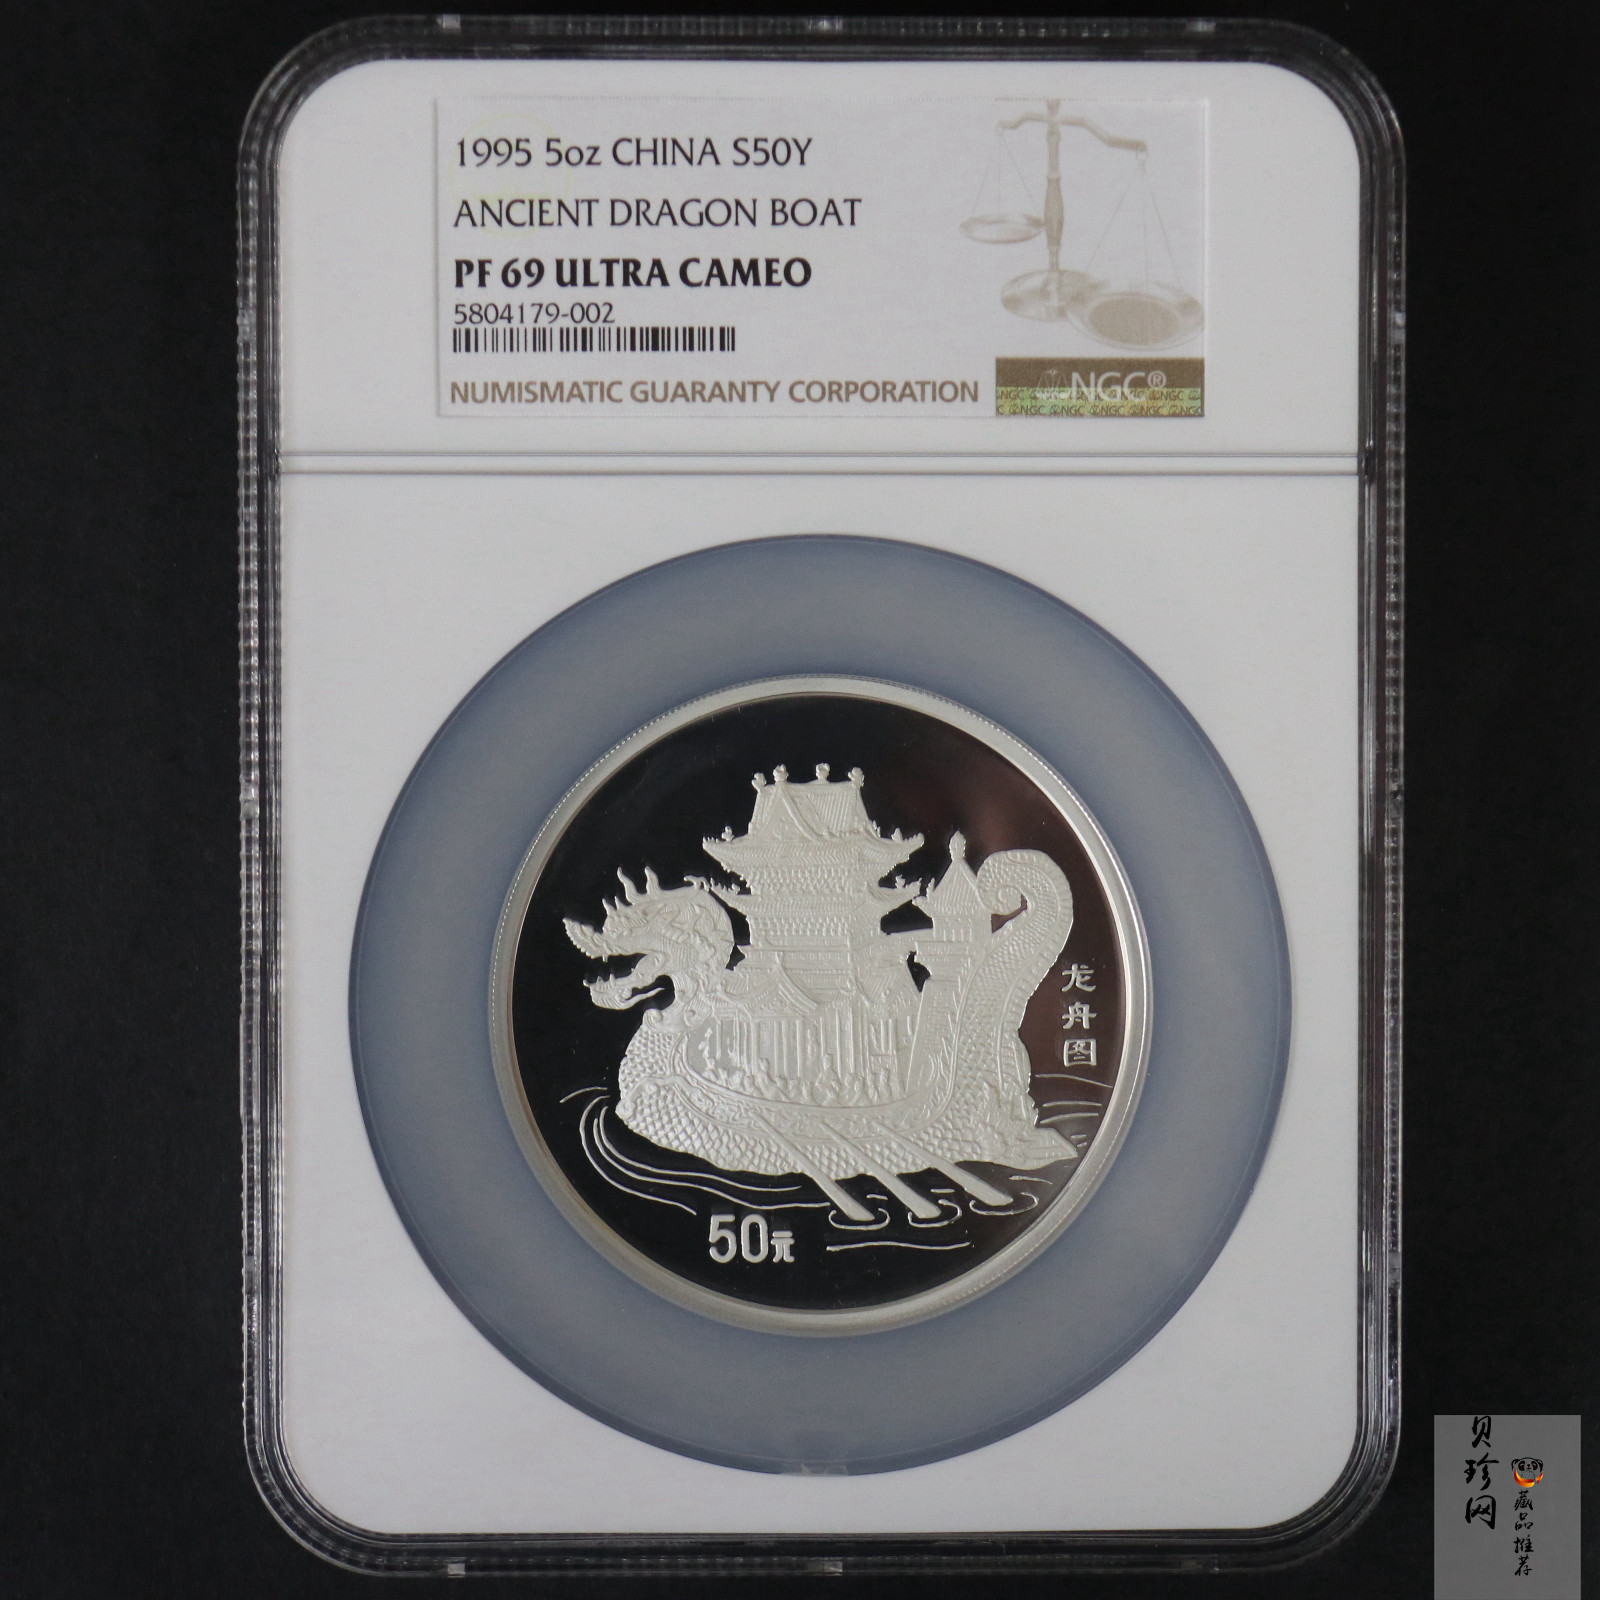 1995 5oz CHINA S50Y
ANCIENT DRAGON BOAT
PF 69 ULTRA CAMEO
5804179-002
NUMISMATIC GUARANTY CORPORATION
NGC®
龙舟图
50元
贝珍网
藏品推荐